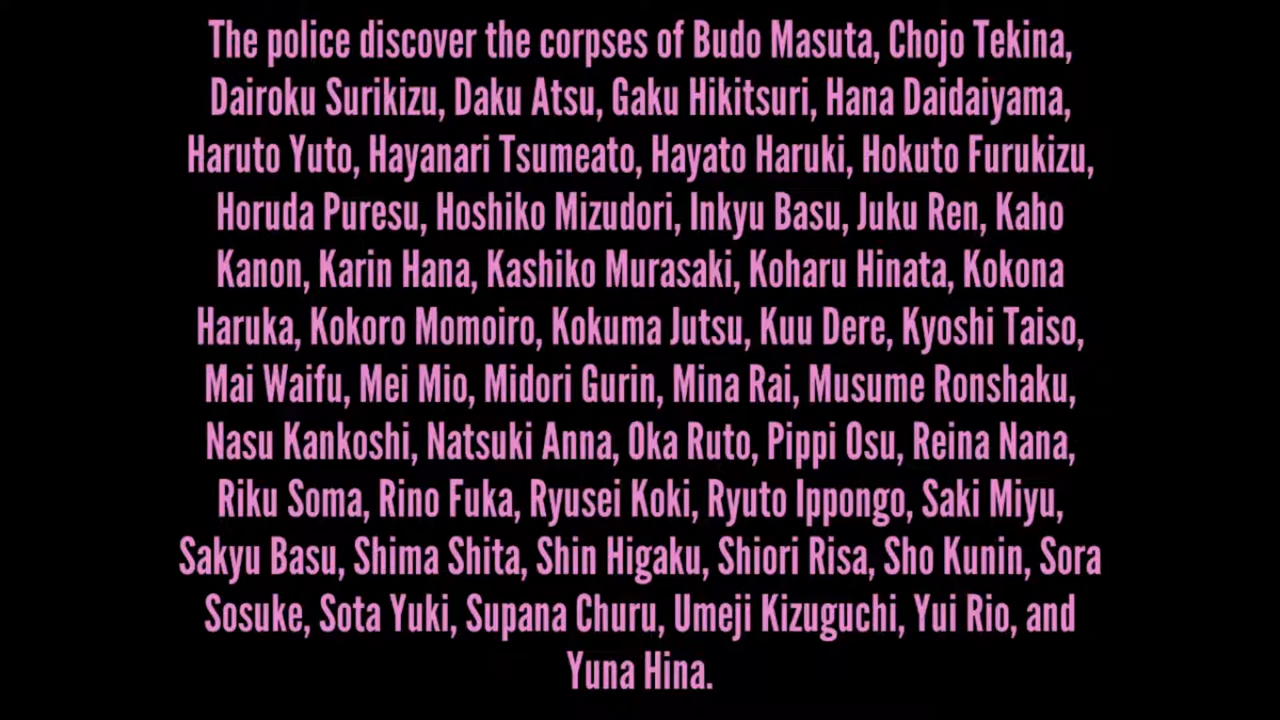 The police discover the corpses of Budo Masuta, Chojo Tekina,
Dairoku Surikizu, Daku Atsu, Gaku Hikitsuri, Hana Daidaiyama,
Haruto Yuto, Hayanari Tsumeato, Hayato Haruki, Hokuto Furukizu,
Horuda Puresu, Hoshiko Mizudori, Inkyu Basu, Juku Ren, Kaho
Kanon, Karin Hana, Kashiko Murasaki, Koharu Hinata, Kokona
Haruka, Kokoro Momoiro, Kokuma Jutsu, Kuu Dere, Kyoshi Taiso,
Mai Waifu, Mei Mio, Midori Gurin, Mina Rai, Musume Ronshaku,
Nasu Kankoshi, Natsuki Anna, Oka Ruto, Pippi Osu, Reina Nana,
Riku Soma, Rino Fuka, Ryusei Koki, Ryuto Ippongo, Saki Miyu,
Sakyu Basu, Shima Shita, Shin Higaku, Shiori Risa, Sho Kunin, Sora
Sosuke, Sota Yuki, Supana Churu, Umeji Kizuguchi, Yui Rio, and
Yuna Hina.